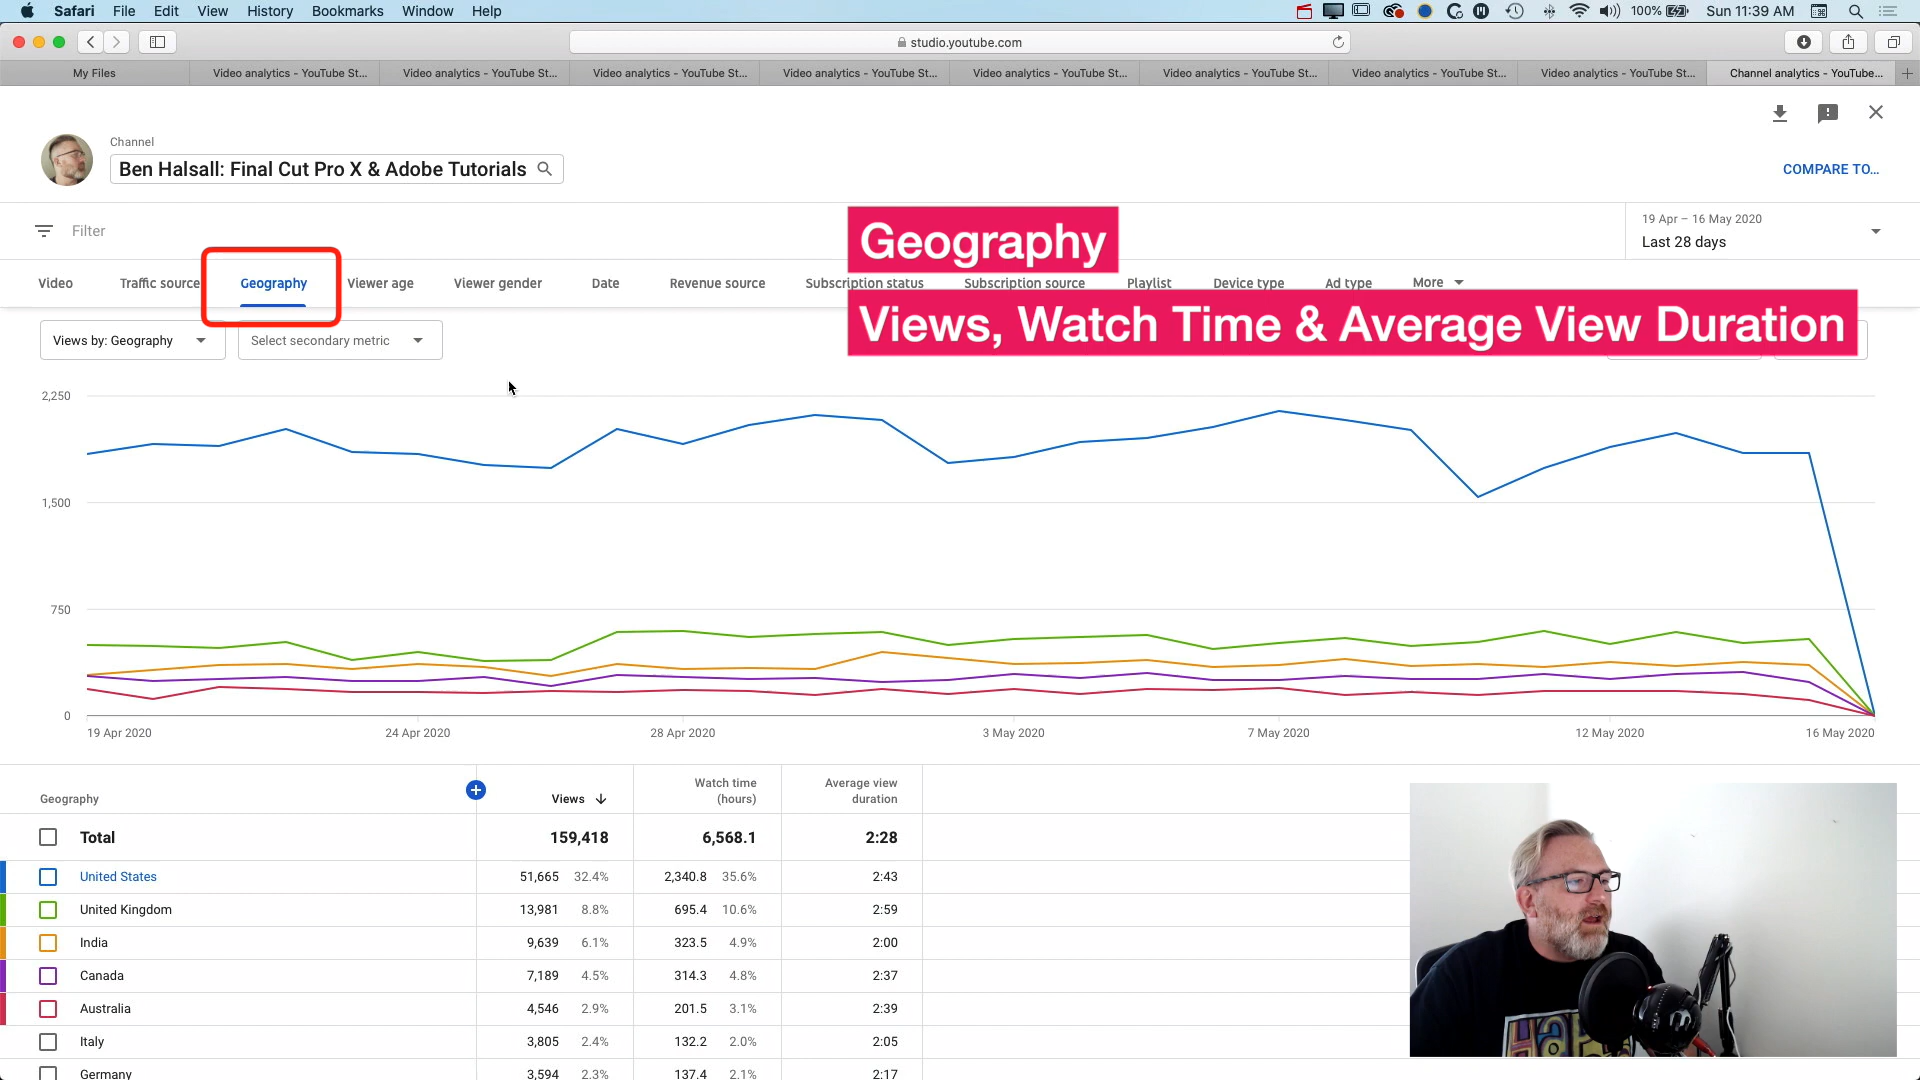 Safari File Edit View History Bookmarks Window Help 100% Sun 11:39 AM
studio.youtube.com
My Files Video analytics - YouTube St... Video analytics - YouTube St... Video analytics - YouTube St... Video analytics - YouTube St... Video analytics - YouTube St... Video analytics - YouTube St... Video analytics - YouTube St... Video analytics - YouTube St... Channel analytics - YouTube...
Channel
Ben Halsall: Final Cut Pro X & Adobe Tutorials
COMPARE TO...
Filter
19 Apr – 16 May 2020
Last 28 days
Geography
Video Traffic source Geography Viewer age Viewer gender Date Revenue source Subscription status Subscription source Playlist Device type Ad type More
Views, Watch Time & Average View Duration
Views by: Geography Select secondary metric
2,250
1,500
750
0
19 Apr 2020 24 Apr 2020 28 Apr 2020 3 May 2020 7 May 2020 12 May 2020 16 May 2020
Geography Views Watch time (hours) Average view duration
Total 159,418 6,568.1 2:28
United States 51,665 32.4% 2,340.8 35.6% 2:43
United Kingdom 13,981 8.8% 695.4 10.6% 2:59
India 9,639 6.1% 323.5 4.9% 2:00
Canada 7,189 4.5% 314.3 4.8% 2:37
Australia 4,546 2.9% 201.5 3.1% 2:39
Italy 3,805 2.4% 132.2 2.0% 2:05
Germany 3,594 2.3% 137.4 2.1% 2:17